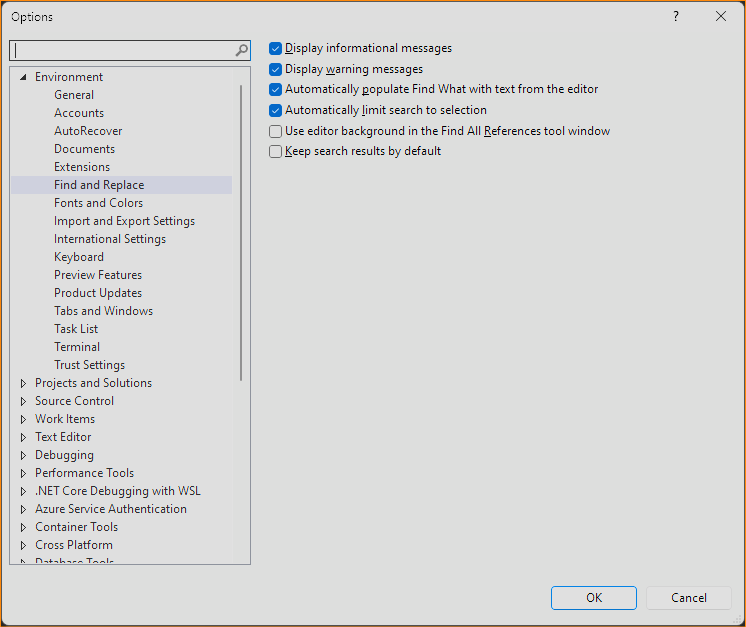 Options
?
Environment
General
Accounts
AutoRecover
Documents
Extensions
Find and Replace
Fonts and Colors
Import and Export Settings
International Settings
Keyboard
Preview Features
Product Updates
Tabs and Windows
Task List
Terminal
Trust Settings
Projects and Solutions
Source Control
Work Items
Text Editor
Debugging
Performance Tools
.NET Core Debugging with WSL
Azure Service Authentication
Container Tools
Cross Platform
Database Tools
Display informational messages
Display warning messages
Automatically populate Find What with text from the editor
Automatically limit search to selection
Use editor background in the Find All References tool window
Keep search results by default
OK
Cancel